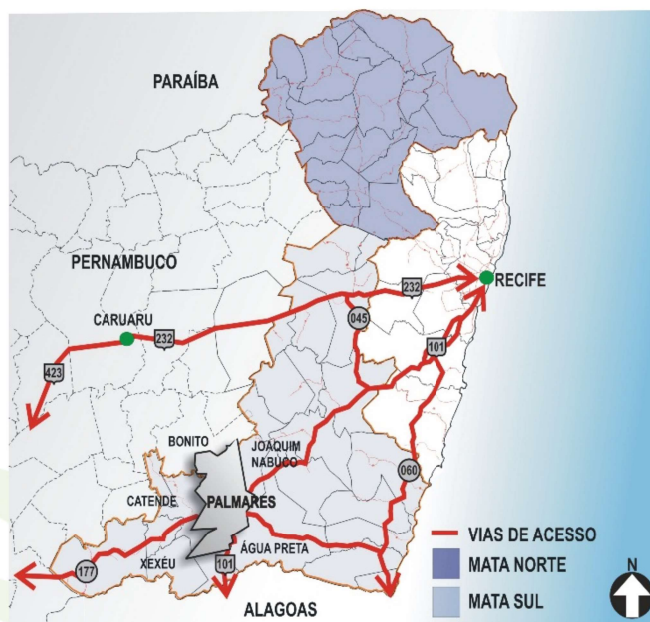 PARAÍBA
PERNAMBUCO
RECIFE
232
CARUARU
232
045
101
423
BONITO
JOAQUIM
NABUCO
060
CATENDE
PALMARES
VIAS DE ACESSO
ÁGUA PRETA
XEXÉU
101
177
MATA NORTE
N
ALAGOAS
MATA SUL